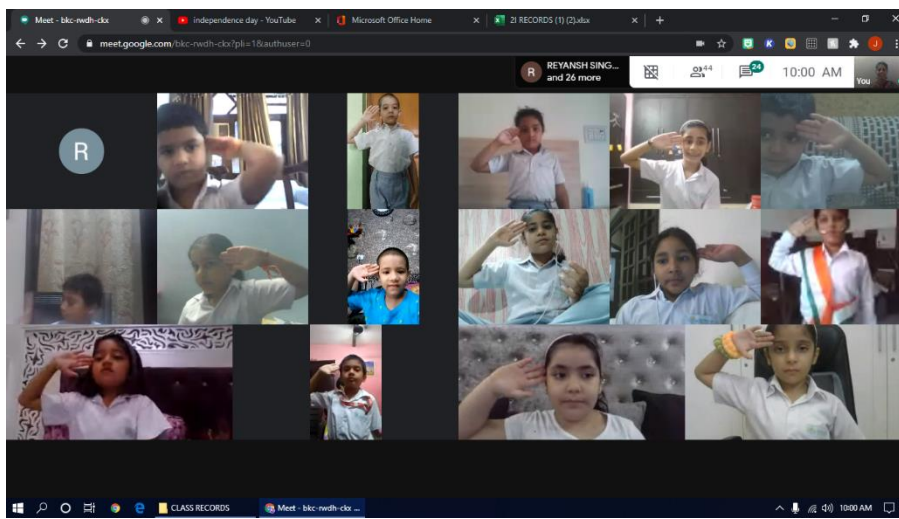 Meet - bkc-rwdh-ckx
independence day - YouTube
Microsoft Office Home
21 RECORDS (1) (2).xlsx
meet.google.com/bkc-rwdh-ckx?pli=1&authuser=0
R
REYANSH SING...
and 26 more
44
24
10:00 AM
You
R
CLASS RECORDS
Meet - bkc-rwdh-ckx ...
10:00 AM